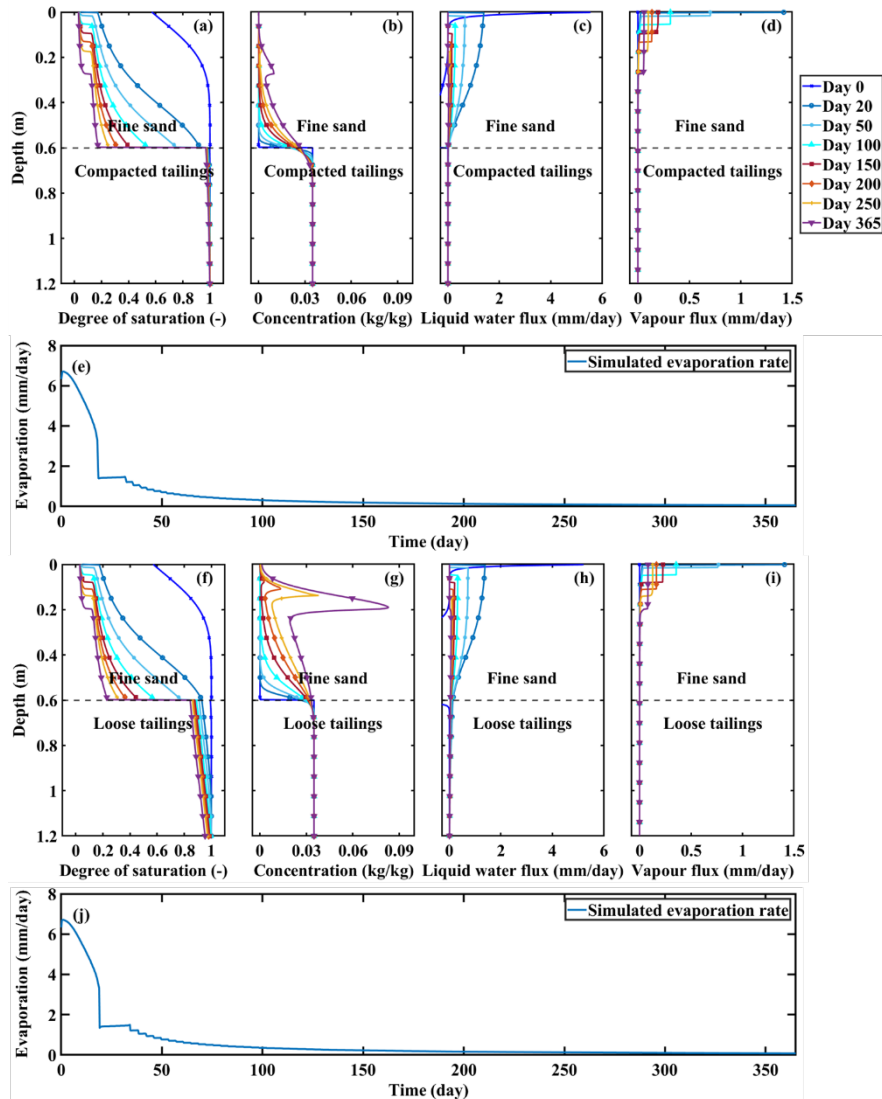 (a) (b) (c) (d)
0
0.2
0.4
0.6
0.8
1
1.2
Depth (m)
Fine sand Fine sand Fine sand Fine sand
Compacted tailings Compacted tailings Compacted tailings Compacted tailings
Day 0
Day 20
Day 50
Day 100
Day 150
Day 200
Day 250
Day 365
0 0.2 0.4 0.6 0.8 1 0 0.03 0.06 0.09 0 2 4 6 0 0.5 1 1.5
Degree of saturation (-) Concentration (kg/kg) Liquid water flux (mm/day) Vapour flux (mm/day)
(e)
Simulated evaporation rate
8
6
4
2
0
Evaporation (mm/day)
0 50 100 150 200 250 300 350
Time (day)
(f) (g) (h) (i)
0
0.2
0.4
0.6
0.8
1
1.2
Depth (m)
Fine sand Fine sand Fine sand Fine sand
Loose tailings Loose tailings Loose tailings Loose tailings
0 0.2 0.4 0.6 0.8 1 0 0.03 0.06 0.09 0 2 4 6 0 0.5 1 1.5
Degree of saturation (-) Concentration (kg/kg) Liquid water flux (mm/day) Vapour flux (mm/day)
(j)
Simulated evaporation rate
8
6
4
2
0
Evaporation (mm/day)
0 50 100 150 200 250 300 350
Time (day)